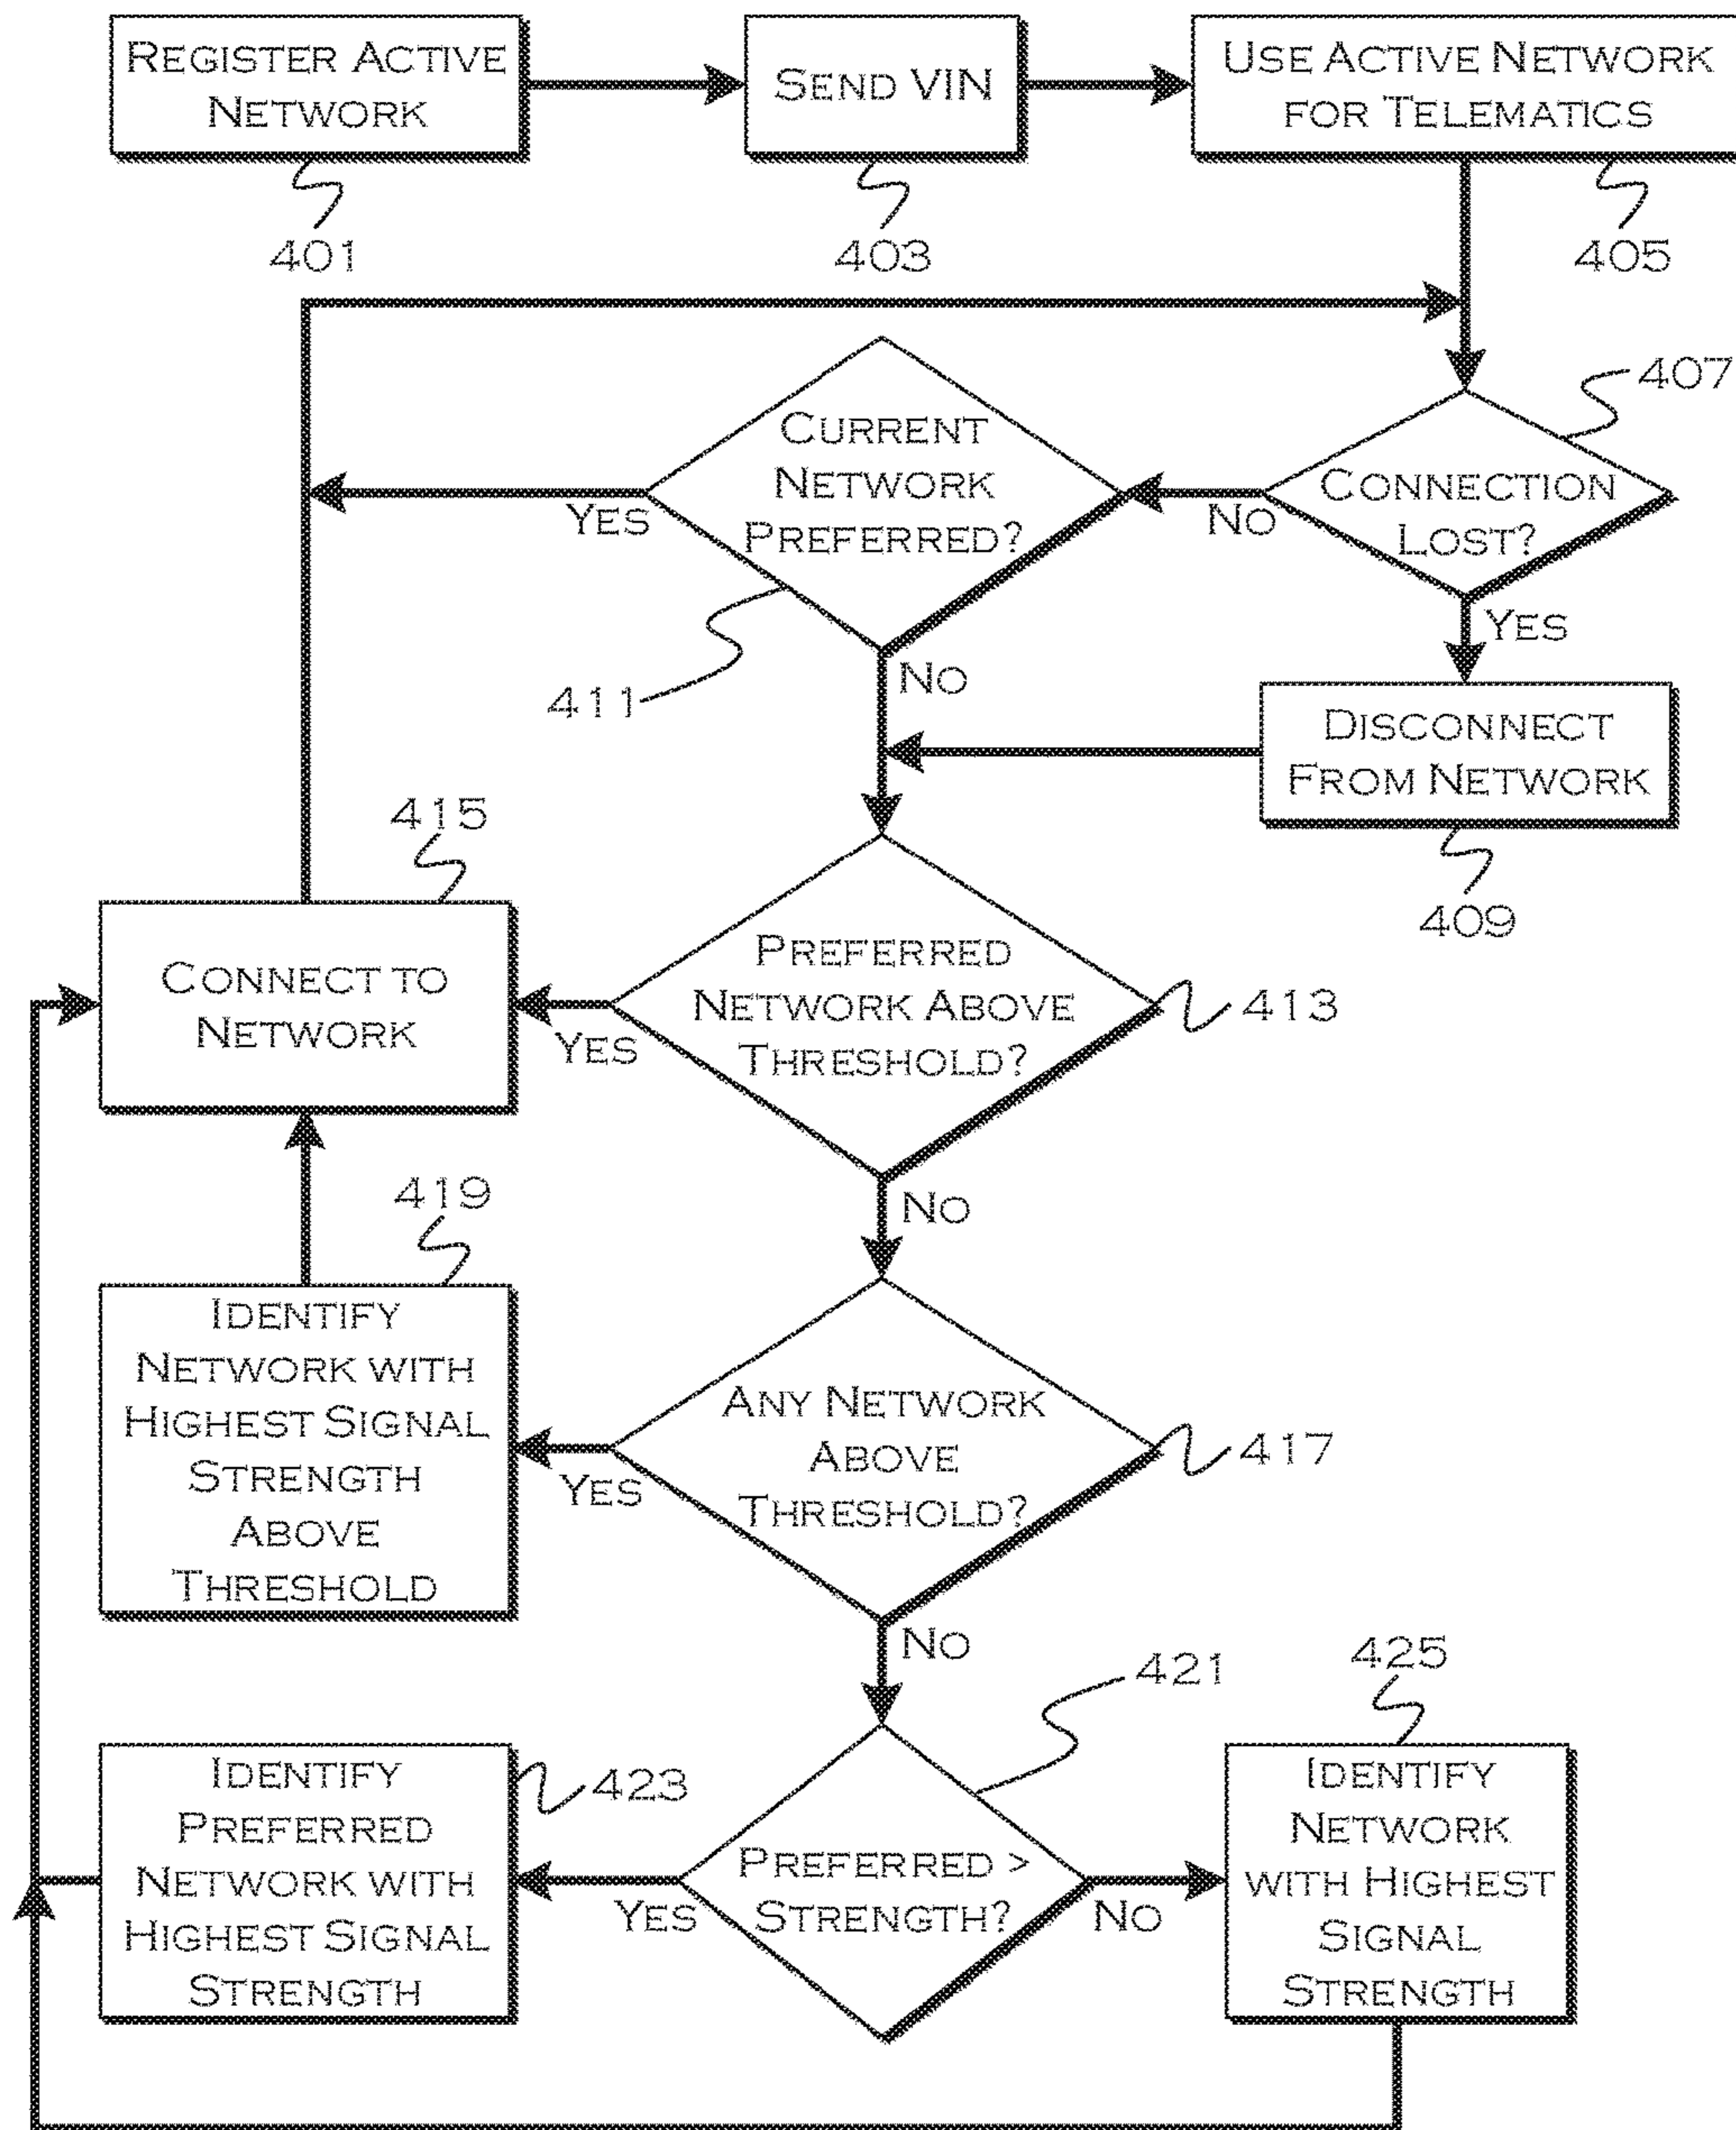 REGISTER ACTIVE
NETWORK
SEND VIN
USE ACTIVE NETWORK
FOR TELEMATICS
401
403
405
407
CURRENT
NETWORK
PREFERRED?
YES
NO
CONNECTION
LOST?
YES
411
NO
DISCONNECT
FROM NETWORK
409
415
CONNECT TO
NETWORK
YES
PREFERRED
NETWORK ABOVE
THRESHOLD?
413
NO
419
IDENTIFY
NETWORK WITH
HIGHEST SIGNAL
STRENGTH
ABOVE
THRESHOLD
YES
ANY NETWORK
ABOVE
THRESHOLD?
417
NO
421
425
IDENTIFY
PREFERRED
NETWORK WITH
HIGHEST SIGNAL
STRENGTH
423
YES
PREFERRED >
STRENGTH?
NO
IDENTIFY
NETWORK
WITH HIGHEST
SIGNAL
STRENGTH